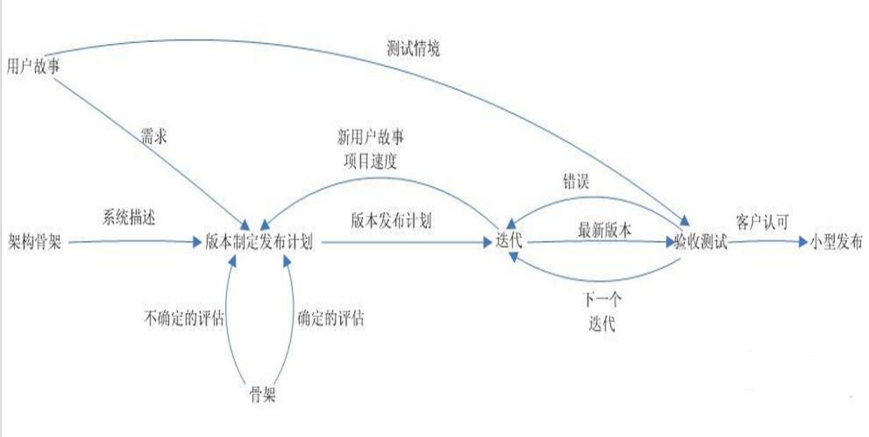 测试情境
用户故事
需求
新用户故事
项目速度
错误
系统描述
版本发布计划
最新版本
客户认可
架构骨架
版本制定发布计划
迭代
验收测试
小型发布
下一个
迭代
不确定的评估
确定的评估
骨架